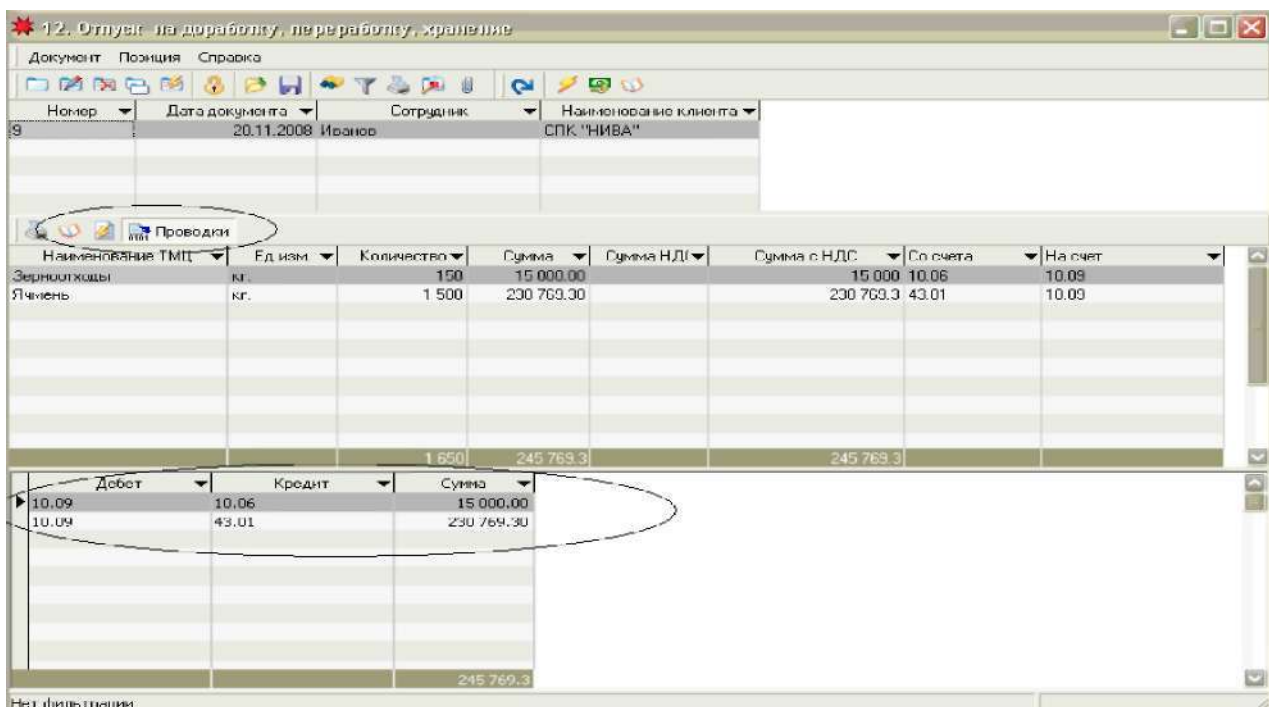 12. Отпуск на доработку, переработку, хранение
Документ Позиция Справка
Номер Дата документа Сотрудник Наименование клиента
9 20.11.2008 Иванов СПК "НИВА"
Проводки
Наименование ТМЦ Ед изм Количество Сумма Сумма НДС Сумма с НДС Со счета На счет
Зерноотходы кг. 150 15 000.00 15 000 10.06 10.09
Ячмень кг. 1 500 230 769.30 230 769.3 43.01 10.09
1 650 245 769.3 245 769.3
Дебет Кредит Сумма
10.09 10.06 15 000.00
10.09 43.01 230 769.30
245 769.3
Нет фильтрации